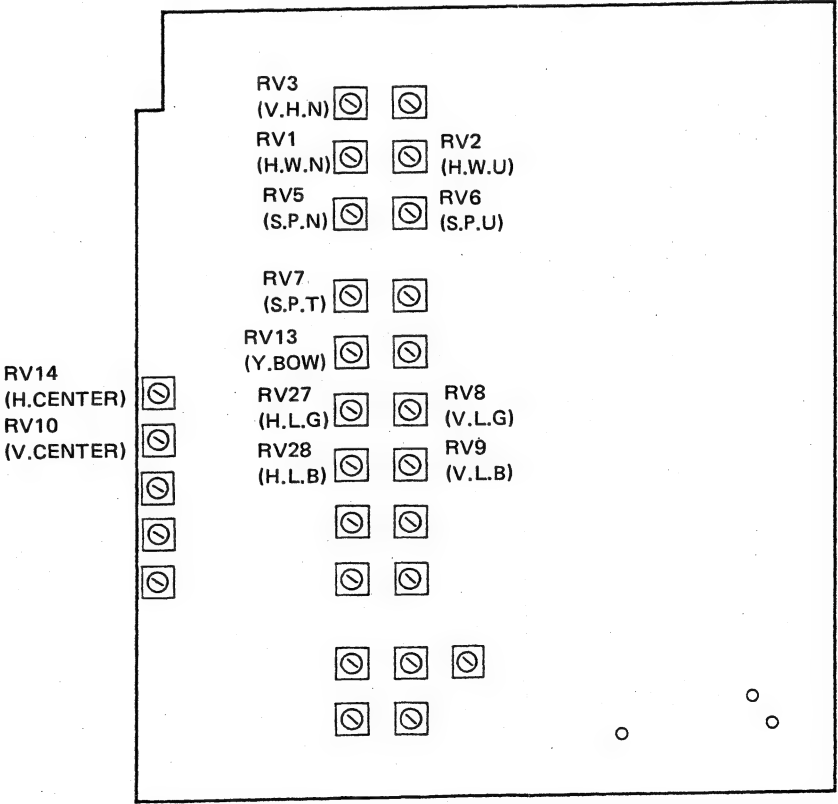 RV3
(V.H.N)
RV1
(H.W.N)
RV2
(H.W.U)
RV5
(S.P.N)
RV6
(S.P.U)
RV7
(S.P.T)
RV13
(Y.BOW)
RV14
(H.CENTER)
RV10
(V.CENTER)
RV27
(H.L.G)
RV8
(V.L.G)
RV28
(H.L.B)
RV9
(V.L.B)